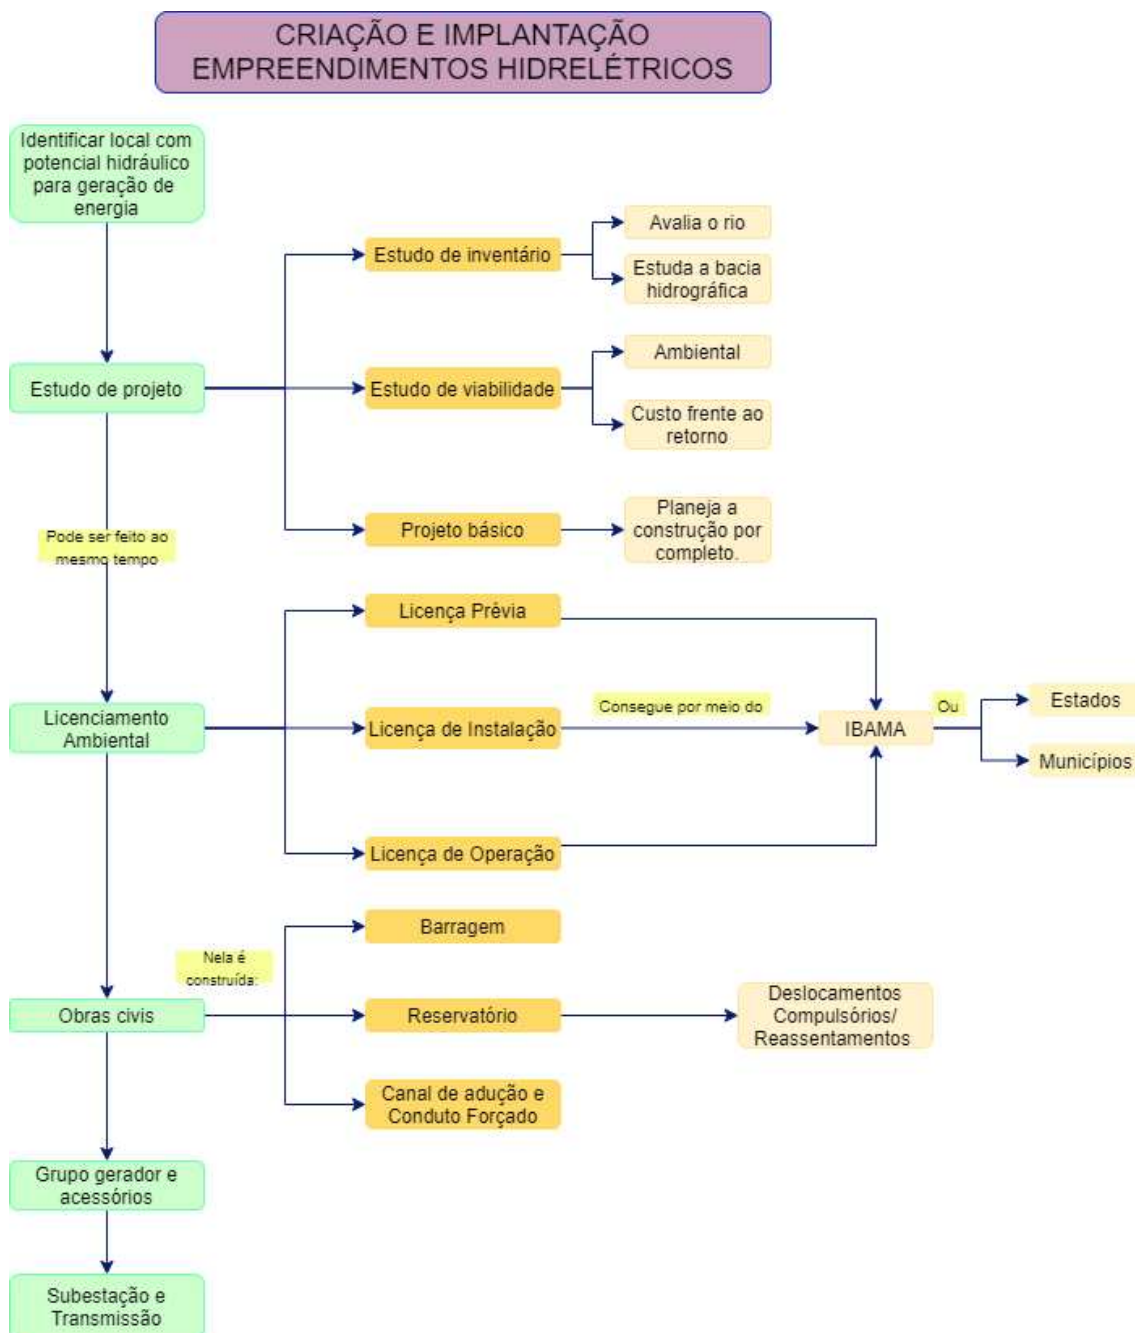 CRIAÇÃO E IMPLANTAÇÃO
EMPREENDIMENTOS HIDRELÉTRICOS
Identificar local com
potencial hidráulico
para geração de
energia
Estudo de projeto
Estudo de inventário
Avalia o rio
Estuda a bacia
hidrográfica
Estudo de viabilidade
Ambiental
Custo frente ao
retorno
Projeto básico
Planeja a
construção por
completo.
Pode ser feito ao
mesmo tempo
Licenciamento
Ambiental
Licença Prévia
Licença de Instalação
Licença de Operação
Consegue por meio do
IBAMA
Ou
Estados
Municípios
Obras civis
Nela é
construída:
Barragem
Reservatório
Deslocamentos
Compulsórios/
Reassentamentos
Canal de adução e
Conduto Forçado
Grupo gerador e
acessórios
Subestação e
Transmissão